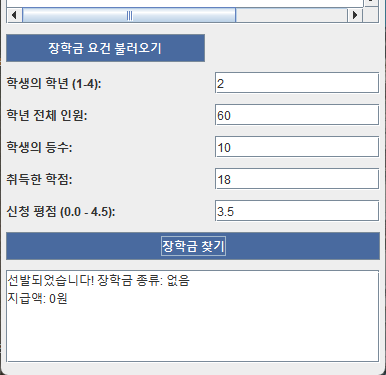 장학금 요건 불러오기
학생의 학년 (1-4):
2
학년 전체 인원:
60
학생의 등수:
10
취득한 학점:
18
신청 평점 (0.0 - 4.5):
3.5
장학금 찾기
선발되었습니다! 장학금 종류: 없음
지급액: 0원